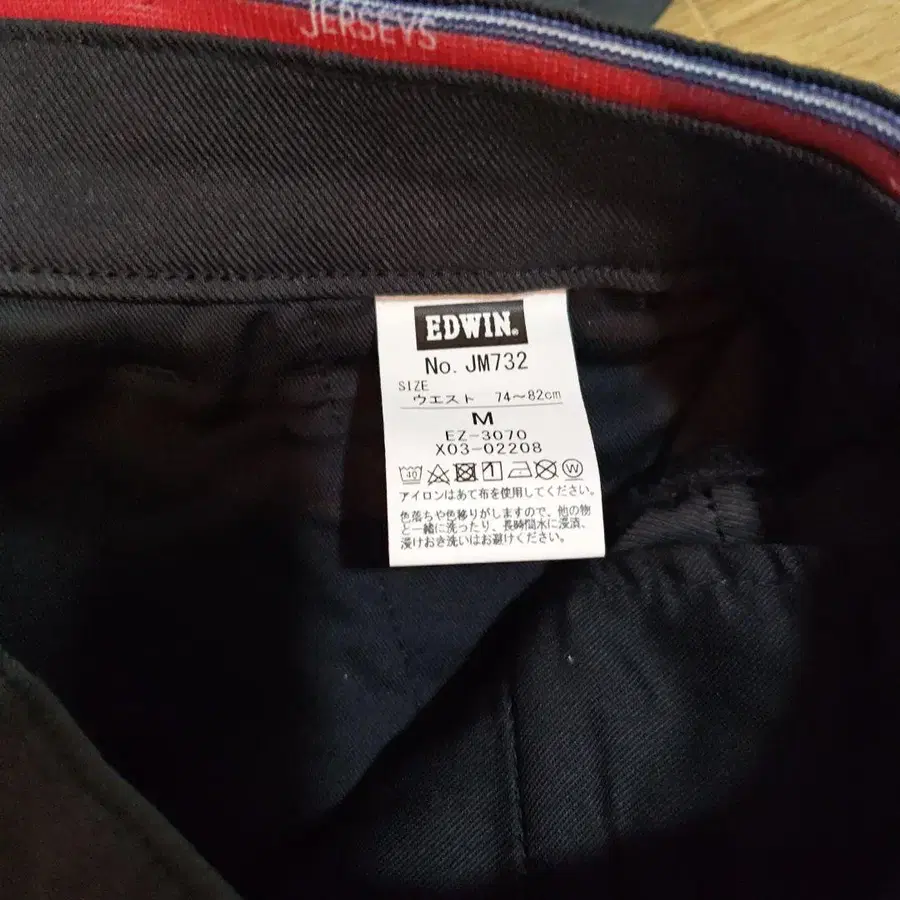 JERSEYS
EDWIN®
No. JM732
SIZE
ウエスト 74～82cm
M
EZ-3070
X03-02208
40 W
アイロンはあて布を使用してください。
色落ちや色移りがしますので、他の物
と一緒に洗ったり、長時間水に浸漬、
浸けおき洗いはお避けください。